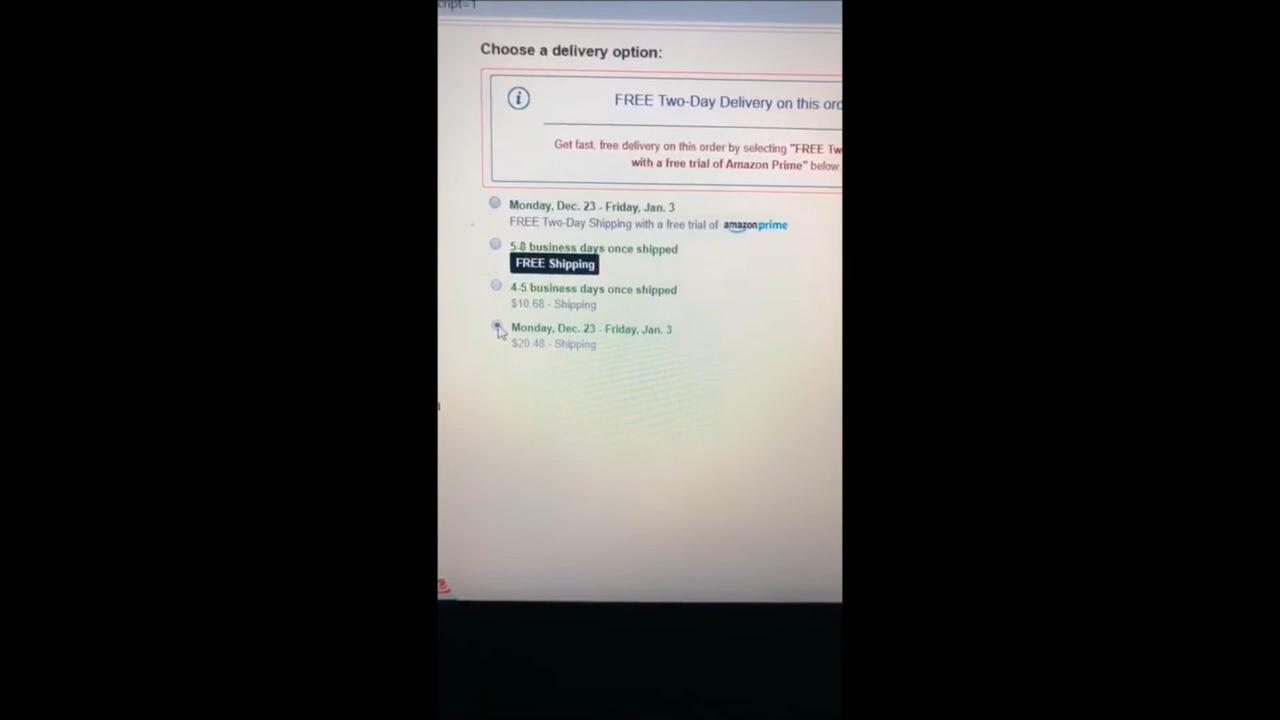 cript=1
Choose a delivery option:
FREE Two-Day Delivery on this ord
Get fast, free delivery on this order by selecting "FREE Tw
with a free trial of Amazon Prime" below
Monday, Dec. 23 - Friday, Jan. 3
FREE Two-Day Shipping with a free trial of amazonprime
5-8 business days once shipped
FREE Shipping
4-5 business days once shipped
$10.68 - Shipping
Monday, Dec. 23 - Friday, Jan. 3
$20.48 - Shipping